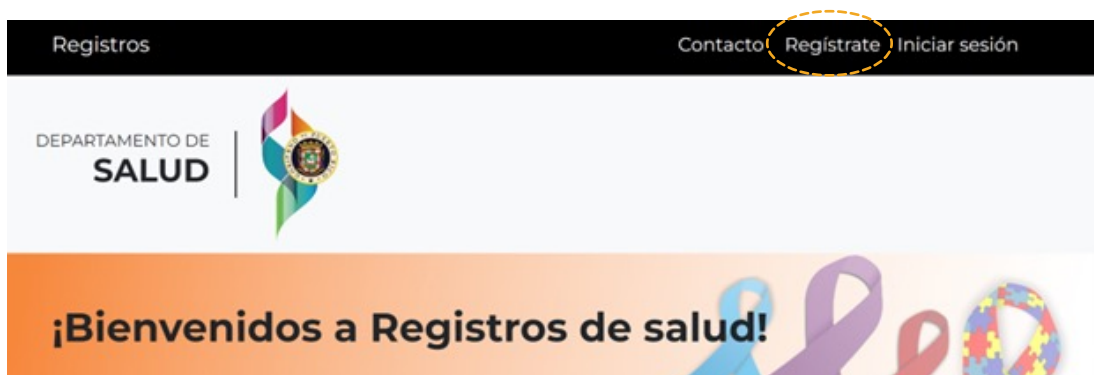 Registros
Contacto Regístrate Iniciar sesión
DEPARTAMENTO DE
SALUD
¡Bienvenidos a Registros de salud!